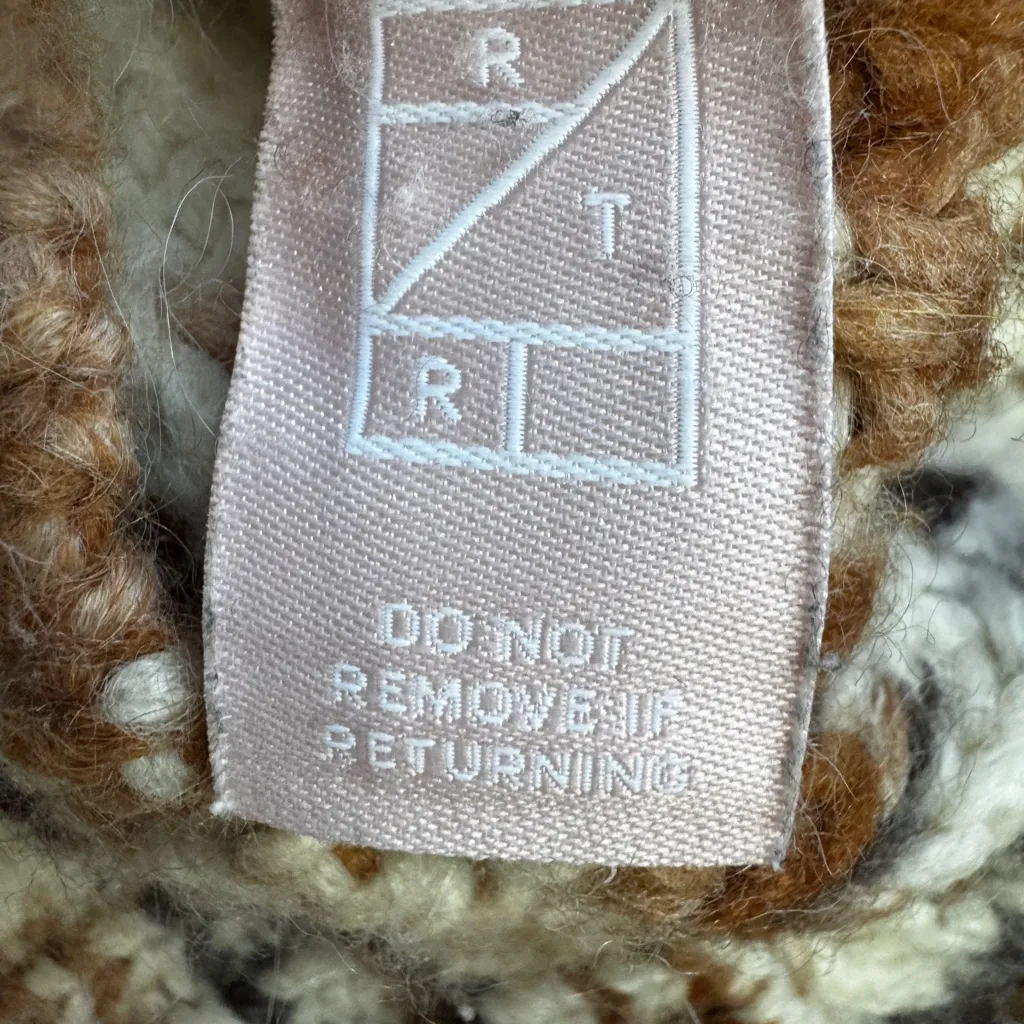 R
T
R
DO NOT
REMOVE IF
RETURNING